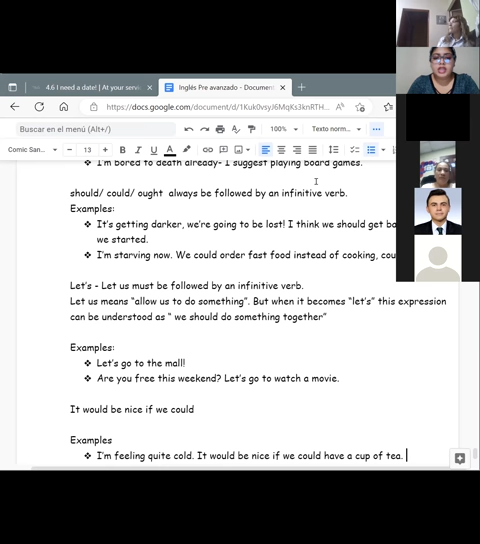 4.6 I need a date! | At your servi
Inglés Pre avanzado - Document
https://docs.google.com/document/d/1Kuk0vsyJ6MqKs3knRTH...
Buscar en el menú (Alt+/)
100%
Texto norm...
Comic San...
13
B I U A
I'm bored to death already- I suggest playing board games.
should/ could/ ought always be followed by an infinitive verb.
Examples:
❖ It's getting darker, we're going to be lost! I think we should get ba
we started.
❖ I'm starving now. We could order fast food instead of cooking, cou
Let's - Let us must be followed by an infinitive verb.
Let us means “allow us to do something”. But when it becomes “let's” this expression
can be understood as “ we should do something together”
Examples:
❖ Let's go to the mall!
❖ Are you free this weekend? Let's go to watch a movie.
It would be nice if we could
Examples
❖ I'm feeling quite cold. It would be nice if we could have a cup of tea.